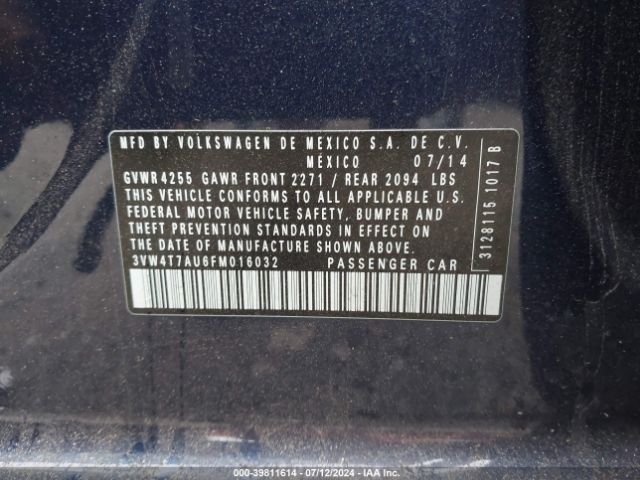 MFD BY VOLKSWAGEN DE MEXICO S.A. DE C.V.
MÉXICO 07/14
GVWR 4255 GAWR FRONT 2271 / REAR 2094 LBS
THIS VEHICLE CONFORMS TO ALL APPLICABLE U.S.
FEDERAL MOTOR VEHICLE SAFETY, BUMPER AND
THEFT PREVENTION STANDARDS IN EFFECT ON
THE DATE OF MANUFACTURE SHOWN ABOVE.
3VW4T7AU6FM016032 PASSENGER CAR
3128115 1017 B
000-39811614 - 07/12/2024 - IAA Inc.